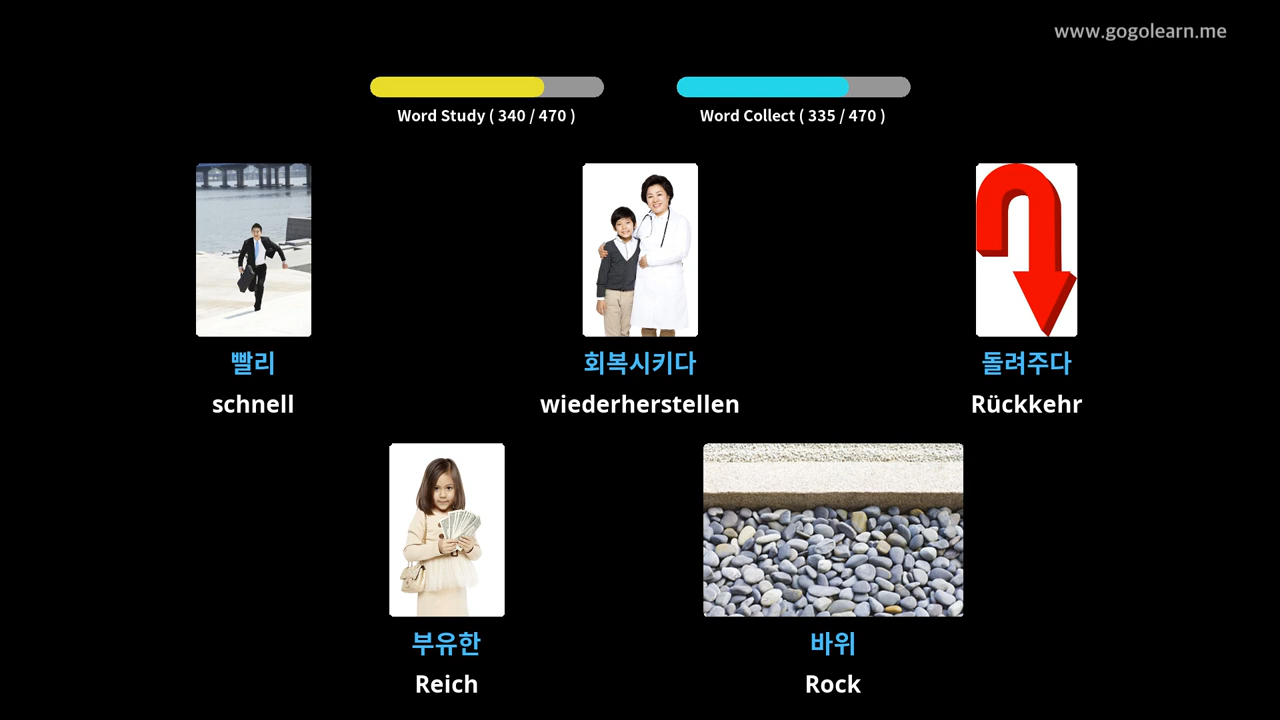 www.gogolearn.me
Word Study ( 340 / 470 )
Word Collect ( 335 / 470 )
빨리
회복시키다
돌려주다
schnell
wiederherstellen
Rückkehr
부유한
바위
Reich
Rock